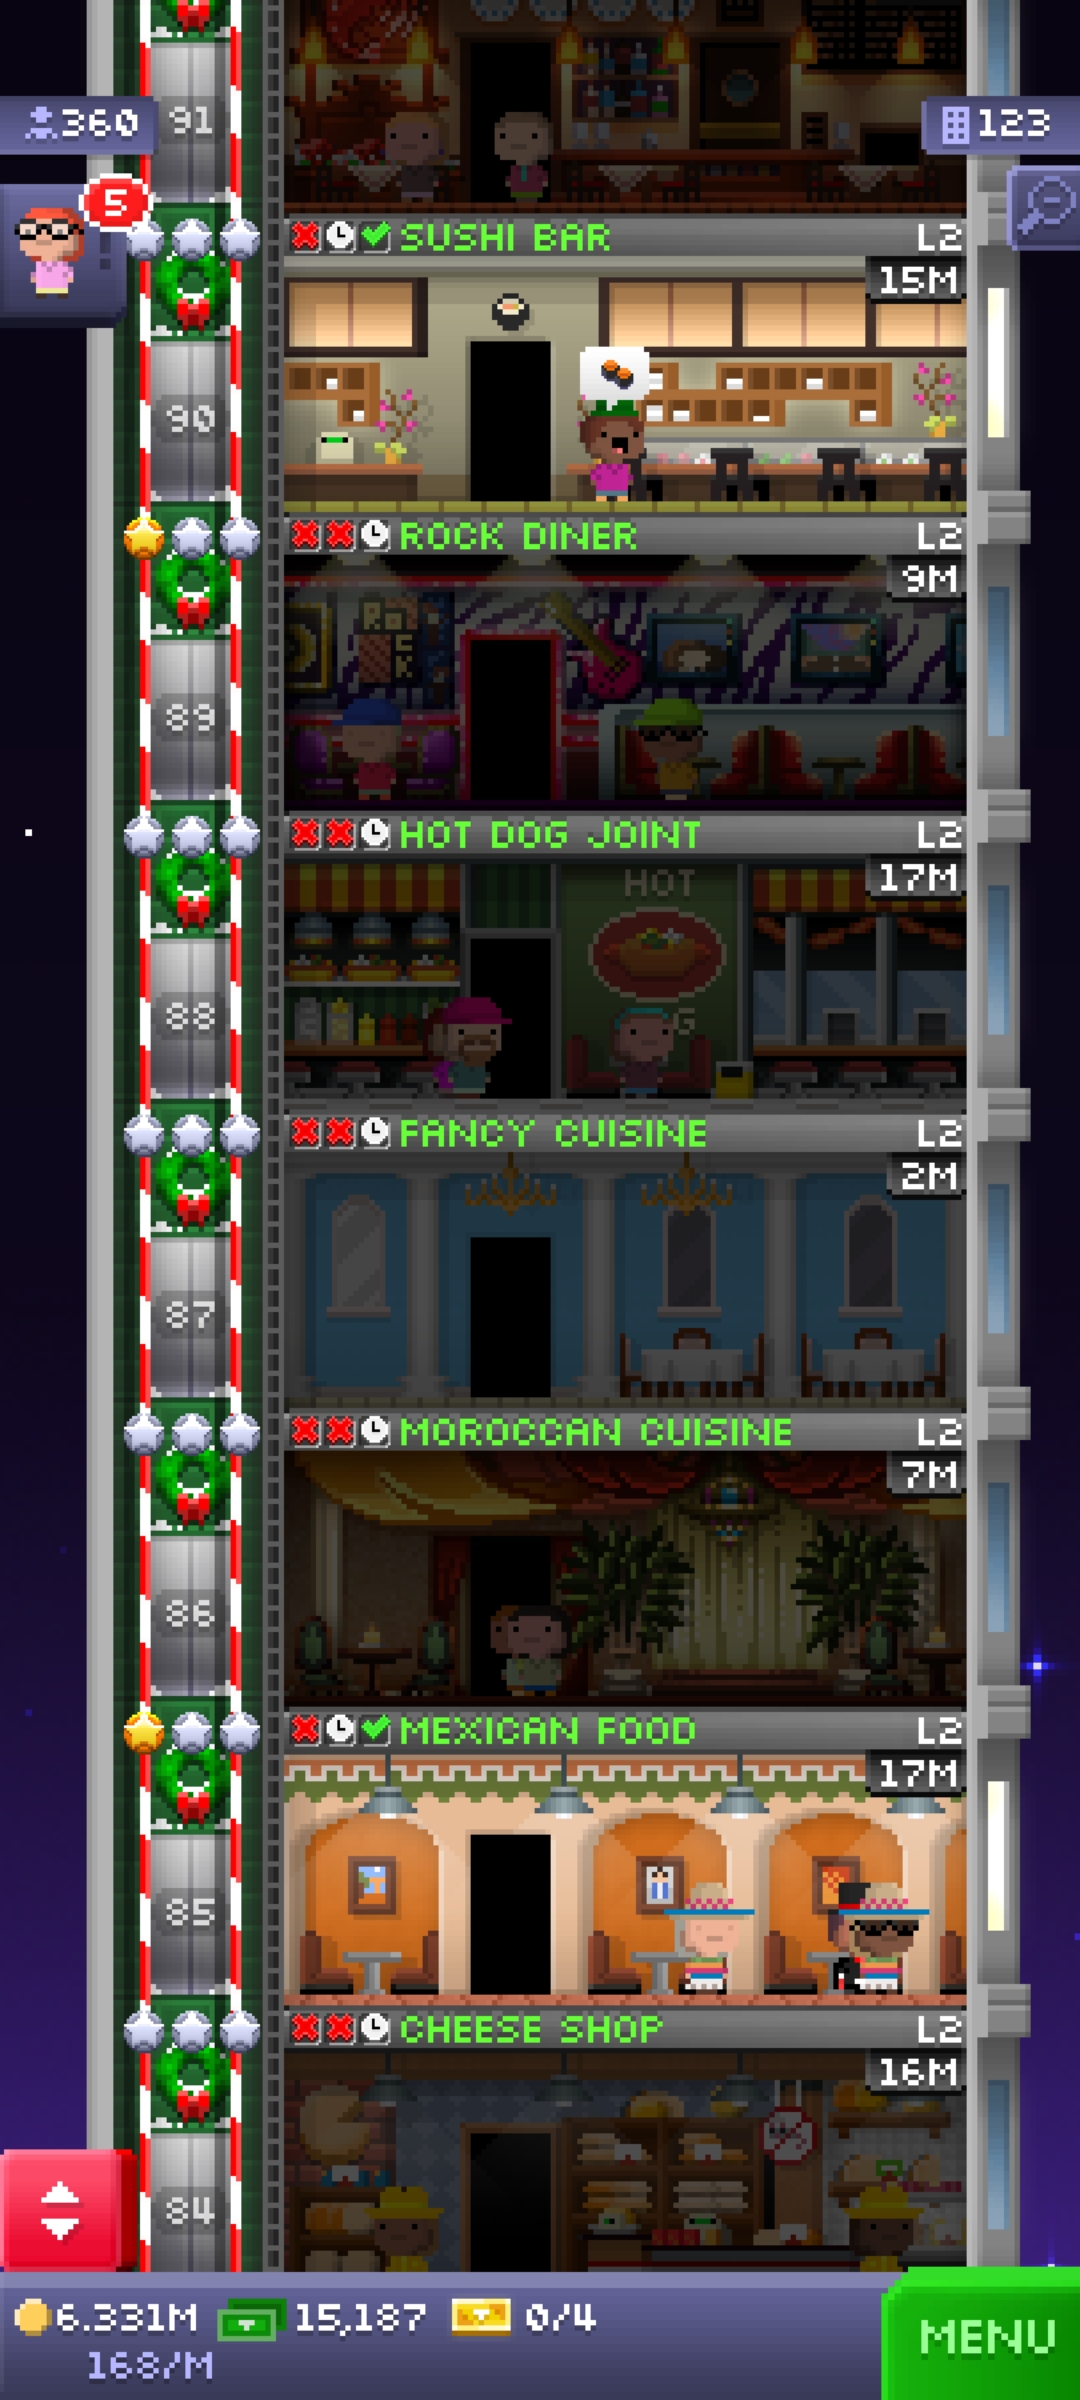 91
360
123
5
SUSHI BAR L2
15M
90
ROCK DINER L2
9M
ROCK
89
HOT DOG JOINT L2
17M
HOT
88
G
FANCY CUISINE L2
2M
87
MOROCCAN CUISINE L2
7M
86
MEXICAN FOOD L2
17M
85
CHEESE SHOP L2
16M
84
6.331M 15,187 0/4
168/M
MENU